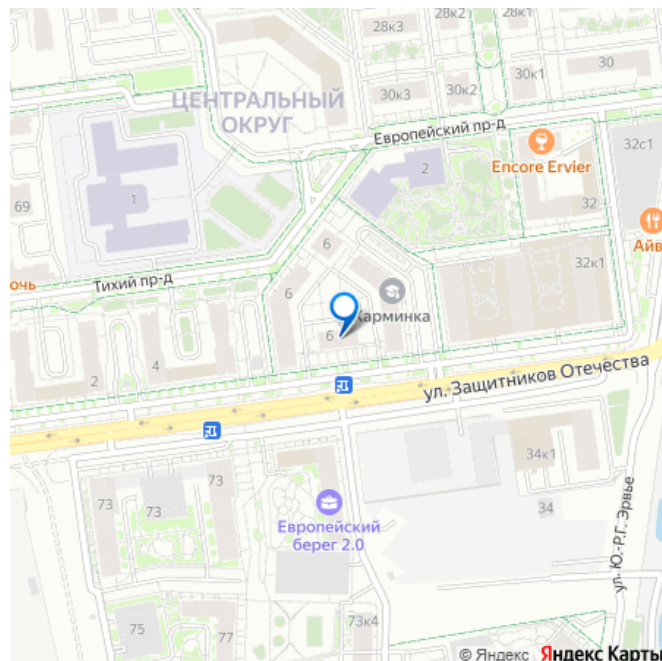 28к3
28к1
30к1
30
30к3
30к2
ЦЕНТРАЛЬНЫЙ
ОКРУГ
Европейский пр-д
32с1
Encore Ervier
2
1
69
32
6
Айв
32к1
очь
Тихий пр-д
6
Карминка
6
2
4
ул. Защитников Отечества
34к1
73
73
73
34
Европейский
берег 2.0
ул. Ю.-Р.Г. Эрвье
73к4
75
77
© Яндекс Яндекс Карты